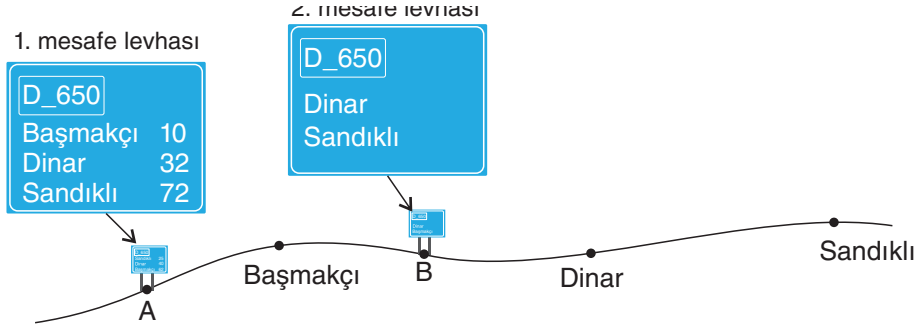 2. mesafe levhası
1. mesafe levhası
D_650
Başmakçı 10
Dinar 32
Sandıklı 72
D_650
Dinar
Sandıklı
A
Başmakçı
B
Dinar
Sandıklı